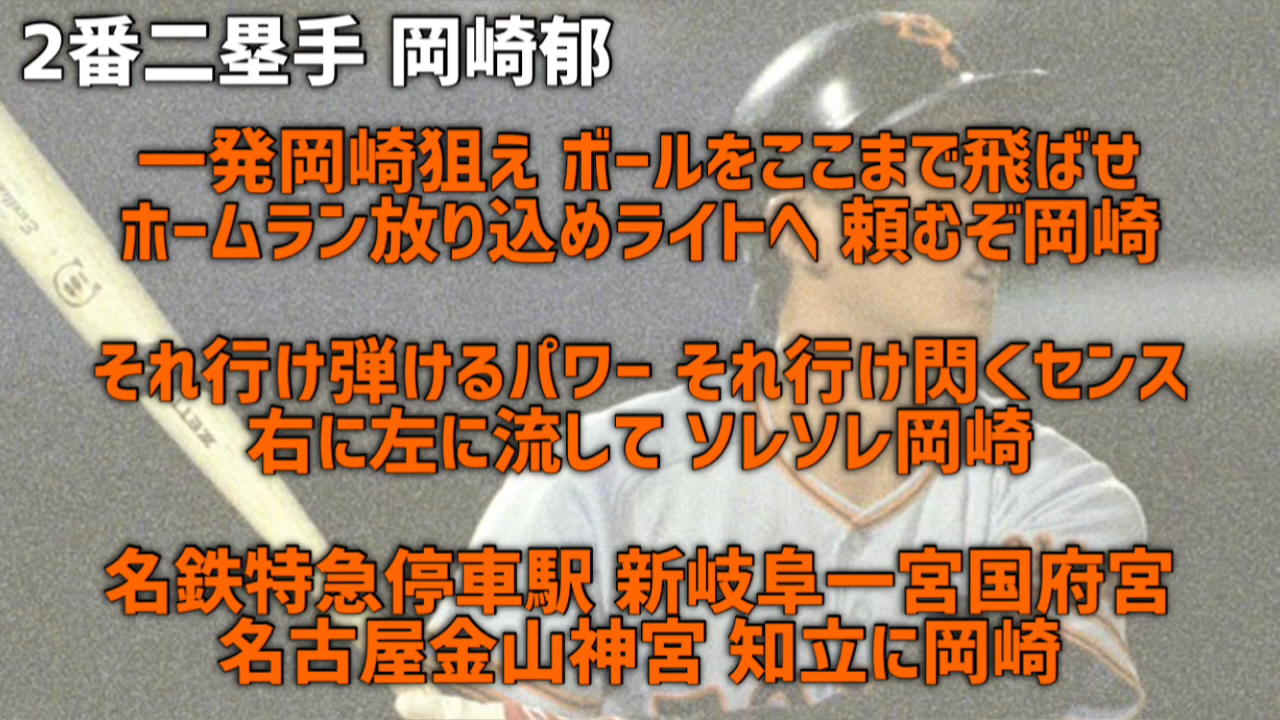 2番二塁手 岡崎郁
一発岡崎狙え ボールをここまで飛ばせ
ホームラン放り込めライトへ 頼むぞ岡崎
それ行け弾けるパワー それ行け閃くセンス
右に左に流して ソレソレ岡崎
名鉄特急停車駅 新岐阜一宮国府宮
名古屋金山神宮 知立に岡崎
ZETT